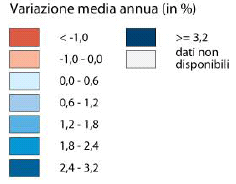 Variazione media annua (in %)
< -1,0
-1,0 - 0,0
0,0 - 0,6
0,6 - 1,2
1,2 - 1,8
1,8 - 2,4
2,4 - 3,2
>= 3,2
dati non
disponibili